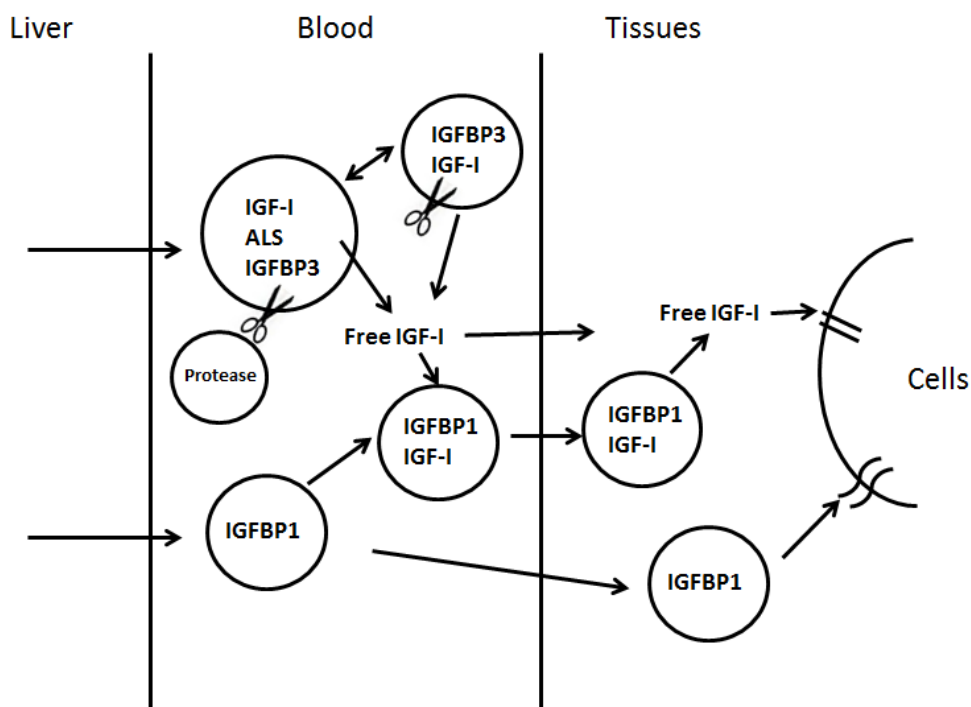 Liver
Blood
Tissues
IGFBP3
IGF-I
IGF-I
ALS
IGFBP3
Protease
Free IGF-I
Free IGF-I
Cells
IGFBP1
IGF-I
IGFBP1
IGF-I
IGFBP1
IGFBP1